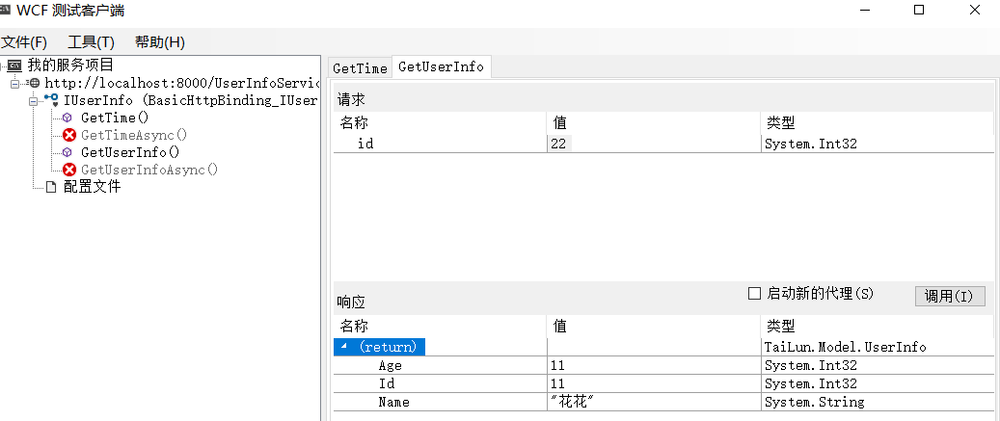 WCF 测试客户端
文件(F) 工具(T) 帮助(H)
我的服务项目
http://localhost:8000/UserInfoServic
IUserInfo (BasicHttpBinding_IUser
GetTime()
GetTimeAsync()
GetUserInfo()
GetUserInfoAsync()
配置文件
GetTime GetUserInfo
请求
名称 值 类型
id 22 System.Int32
响应 启动新的代理(S) 调用(I)
名称 值 类型
(return) TaiLun.Model.UserInfo
Age 11 System.Int32
Id 11 System.Int32
Name "花花" System.String